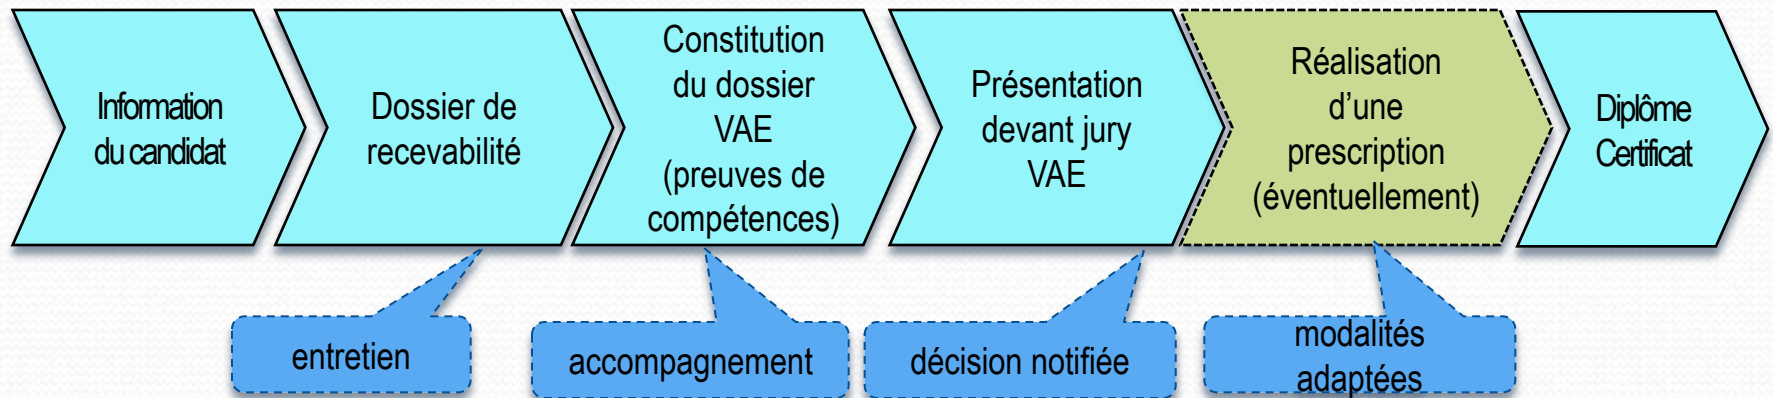 Information
du candidat
Dossier de
recevabilité
Constitution
du dossier
VAE
(preuves de
compétences)
Présentation
devant jury
VAE
Réalisation
d’une
prescription
(éventuellement)
Diplôme
Certificat
entretien
accompagnement
décision notifiée
modalités
adaptées